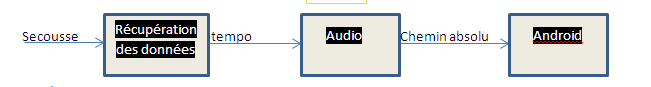 Secousse
Récupération
des données
tempo
Audio
Chemin absolu
Android